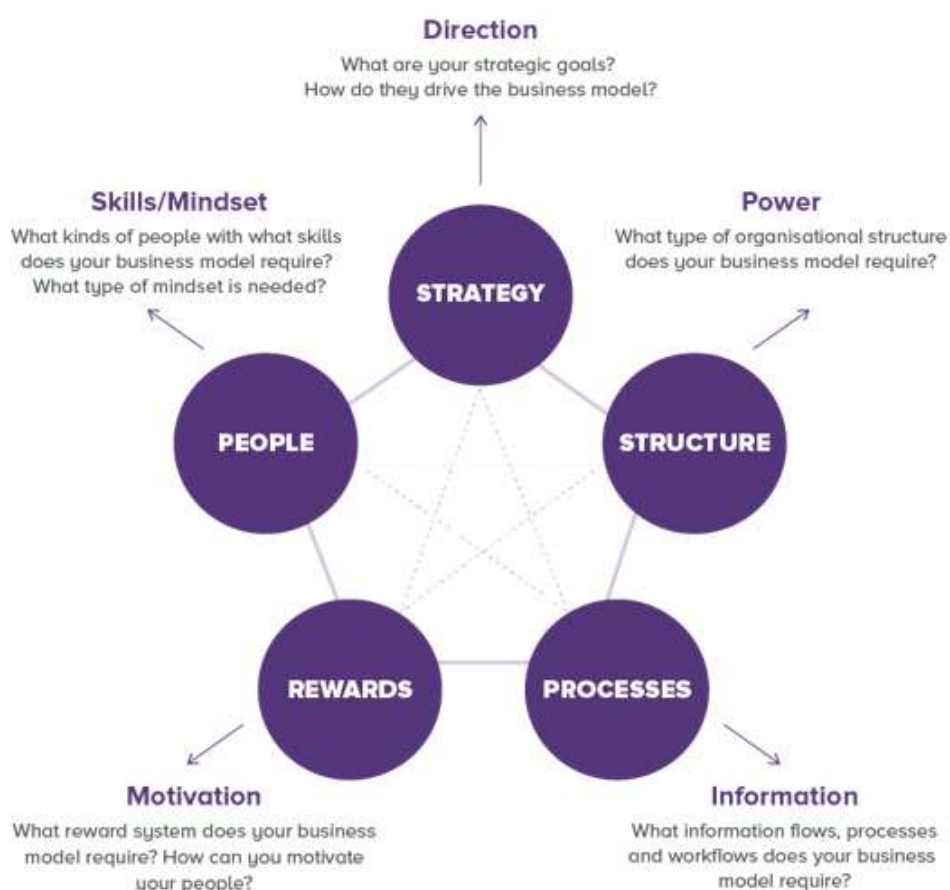 Direction
What are your strategic goals?
How do they drive the business model?
Skills/Mindset
What kinds of people with what skills
does your business model require?
What type of mindset is needed?
Power
What type of organisational structure
does your business model require?
STRATEGY
PEOPLE
STRUCTURE
REWARDS
PROCESSES
Motivation
What reward system does your business
model require? How can you motivate
your people?
Information
What information flows, processes
and workflows does your business
model require?